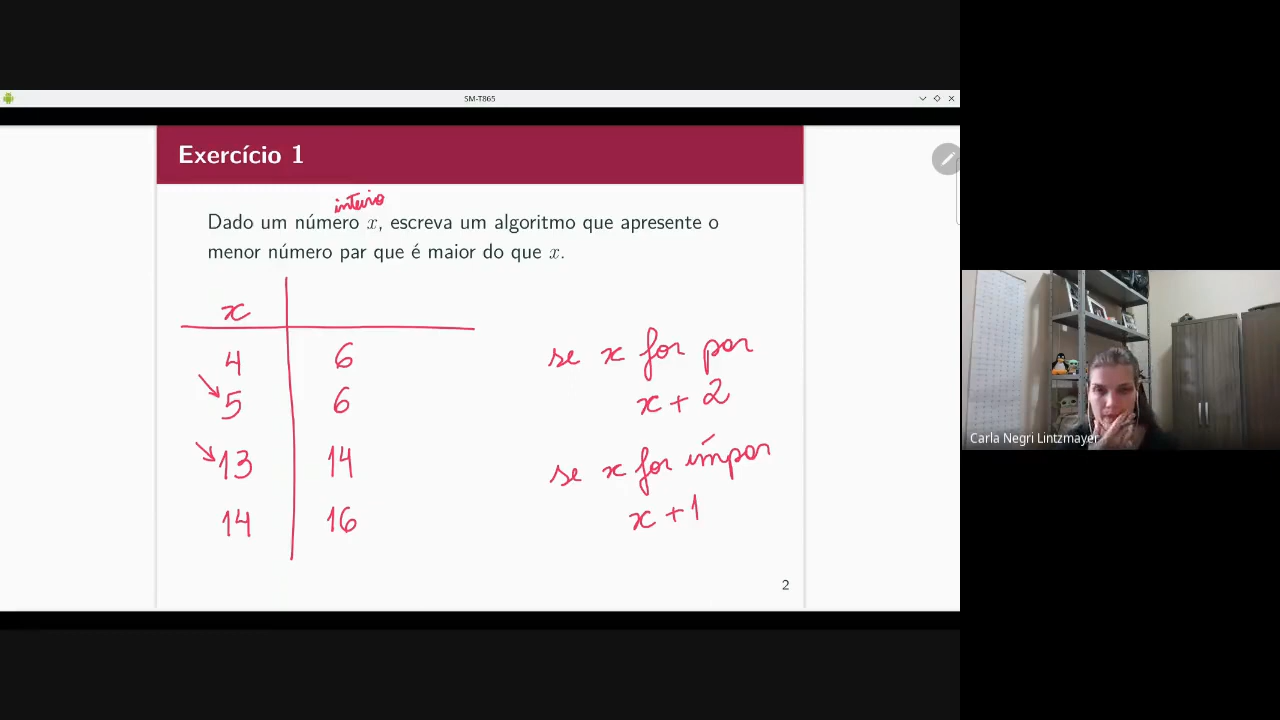 SM-T865
Exercício 1
inteiro
Dado um número x, escreva um algoritmo que apresente o
menor número par que é maior do que x.
x
4 6
5 6
13 14
14 16
se x for par
x + 2
se x for ímpar
x + 1
2
Carla Negri Lintzmayer